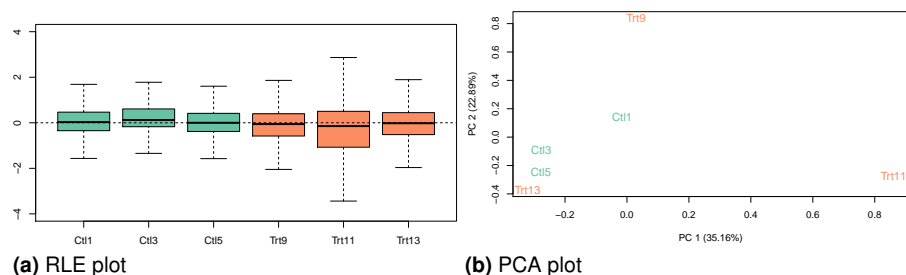 4
2
0
−2
−4
Ctl1 Ctl3 Ctl5 Trt9 Trt11 Trt13
(a) RLE plot
PC 2 (22.89%)
0.8
0.6
0.4
0.2
0.0
−0.2
−0.4
Trt9
Ctl1
Ctl3
Ctl5
Trt11
Trt13
−0.2 0.0 0.2 0.4 0.6 0.8
PC 1 (35.16%)
(b) PCA plot